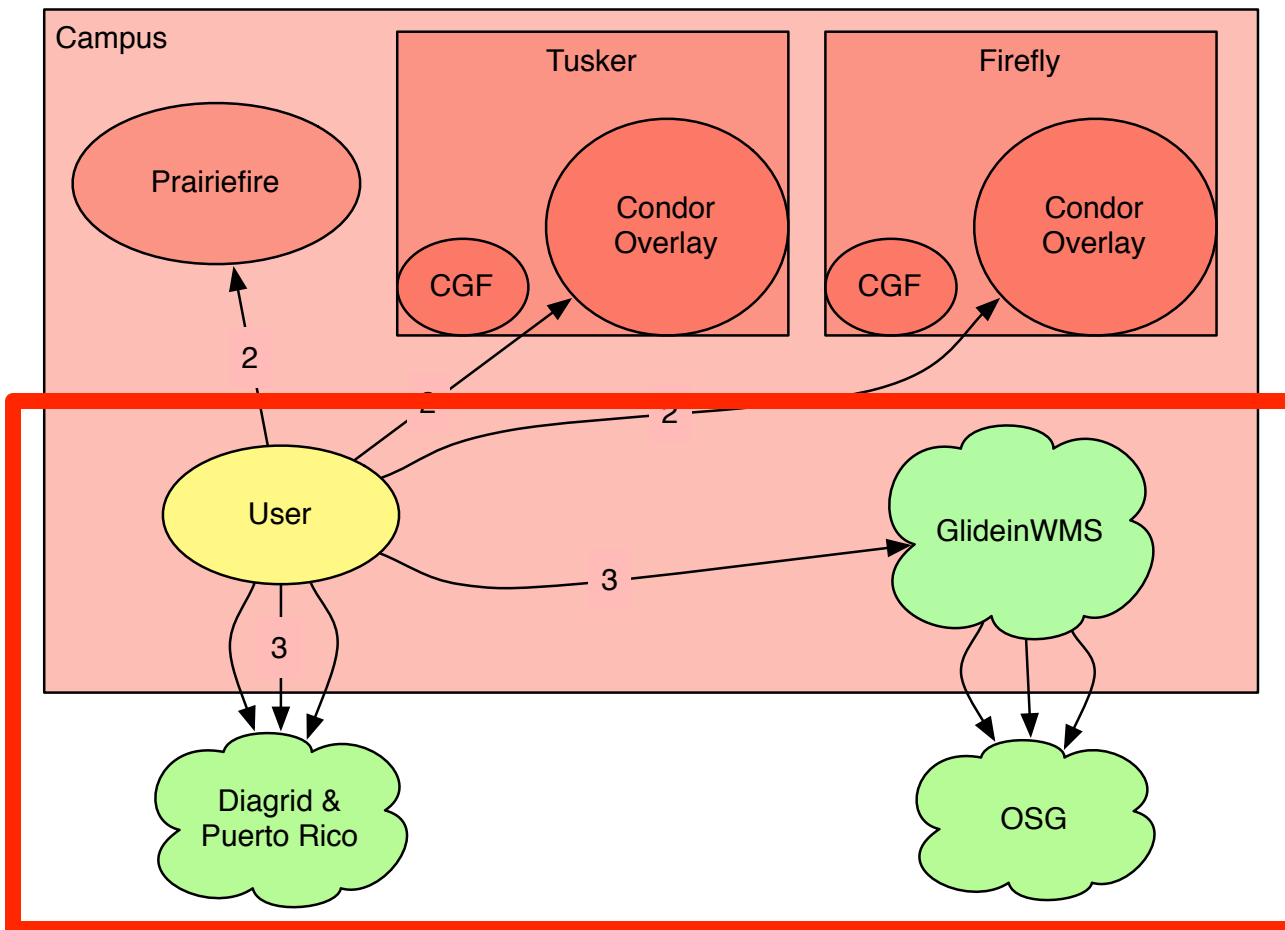 Campus
Tusker
Firefly
Prairiefire
Condor
Overlay
Condor
Overlay
CGF
CGF
2
2
2
User
GlideinWMS
3
3
Diagrid &
Puerto Rico
OSG